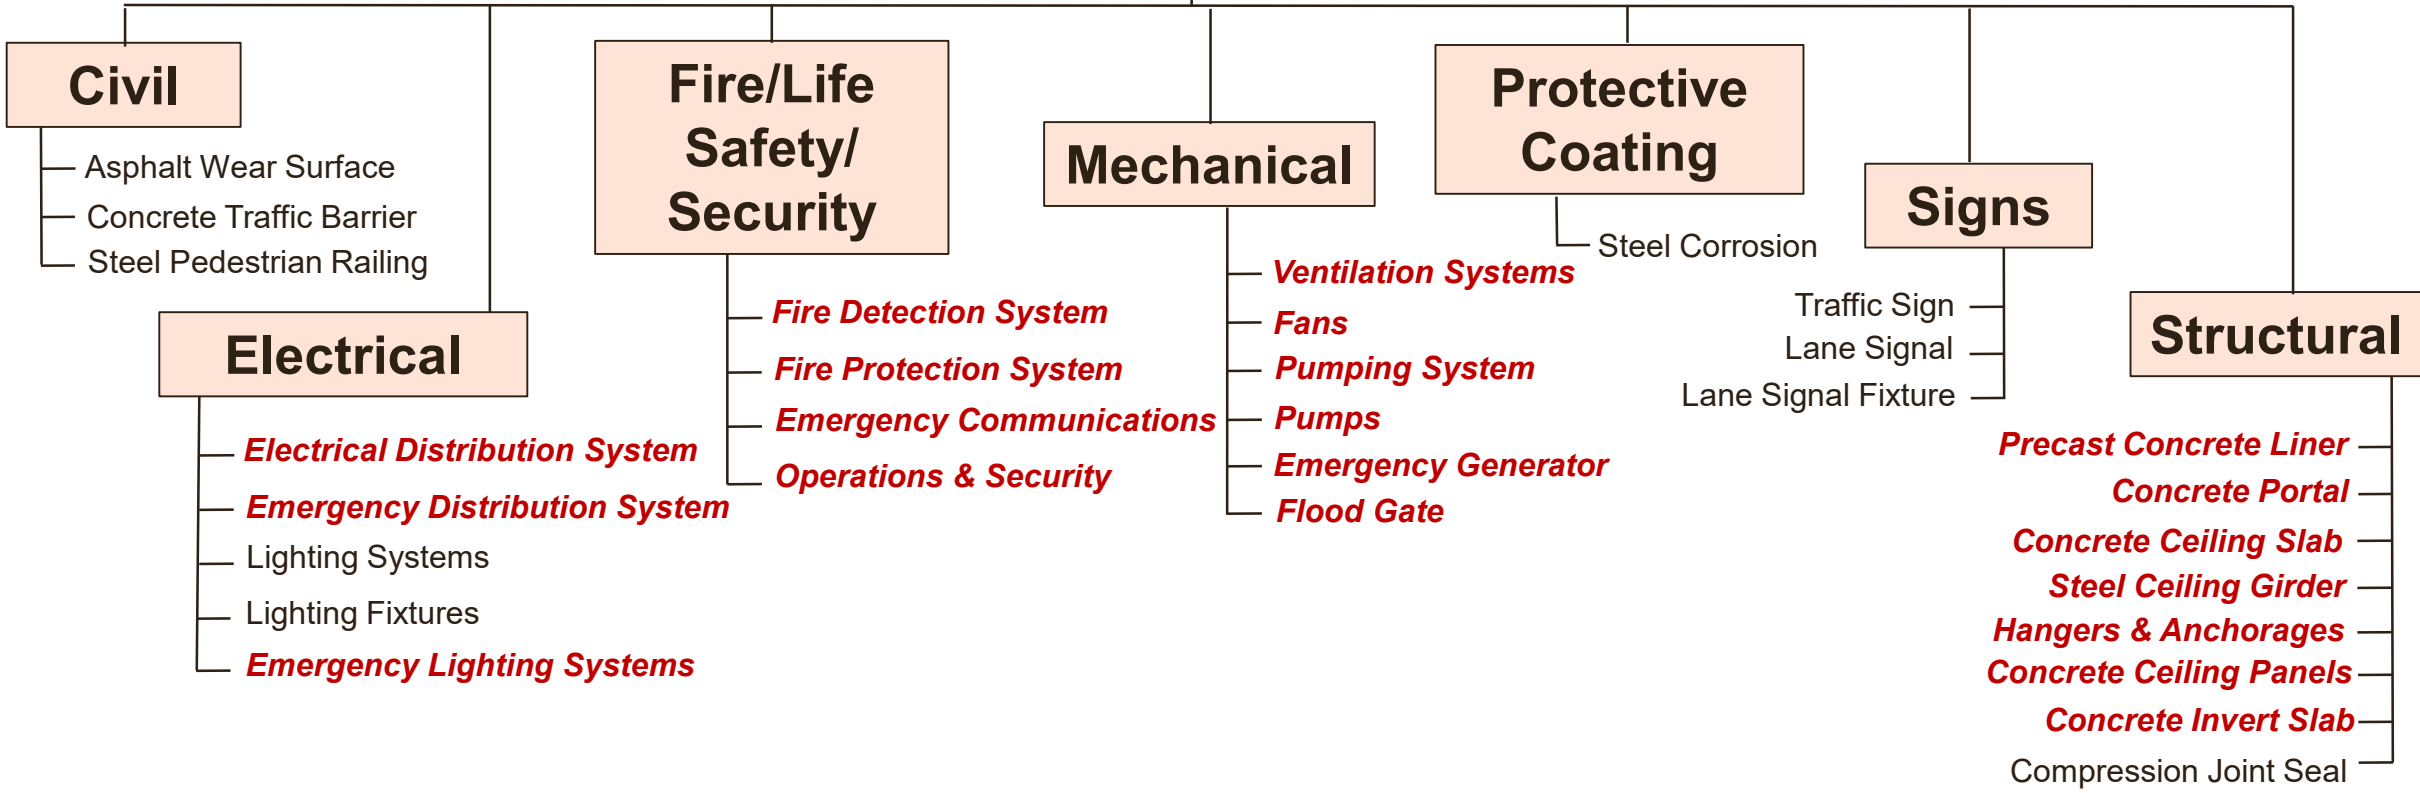 Civil
Asphalt Wear Surface
Concrete Traffic Barrier
Steel Pedestrian Railing
Electrical
Electrical Distribution System
Emergency Distribution System
Lighting Systems
Lighting Fixtures
Emergency Lighting Systems
Fire/Life
Safety/
Security
Fire Detection System
Fire Protection System
Emergency Communications
Operations & Security
Mechanical
Ventilation Systems
Fans
Pumping System
Pumps
Emergency Generator
Flood Gate
Protective
Coating
Steel Corrosion
Signs
Traffic Sign
Lane Signal
Lane Signal Fixture
Structural
Precast Concrete Liner
Concrete Portal
Concrete Ceiling Slab
Steel Ceiling Girder
Hangers & Anchorages
Concrete Ceiling Panels
Concrete Invert Slab
Compression Joint Seal